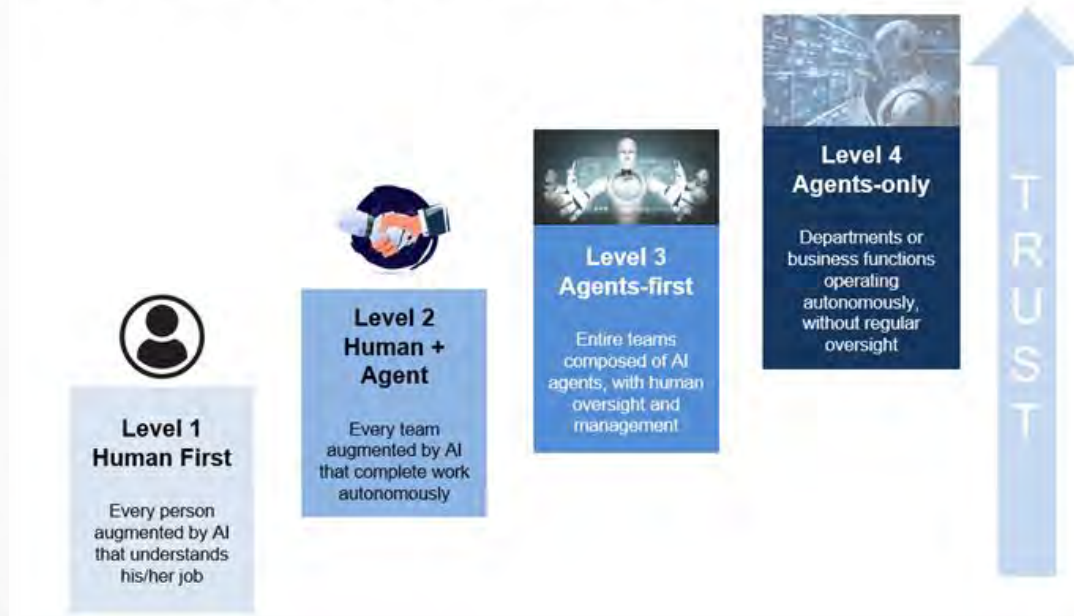 Level 1
Human First
Every person
augmented by AI
that understands
his/her job
Level 2
Human +
Agent
Every team
augmented by AI
that complete work
autonomously
Level 3
Agents-first
Entire teams
composed of AI
agents, with human
oversight and
management
Level 4
Agents-only
Departments or
business functions
operating
autonomously,
without regular
oversight
TRUST